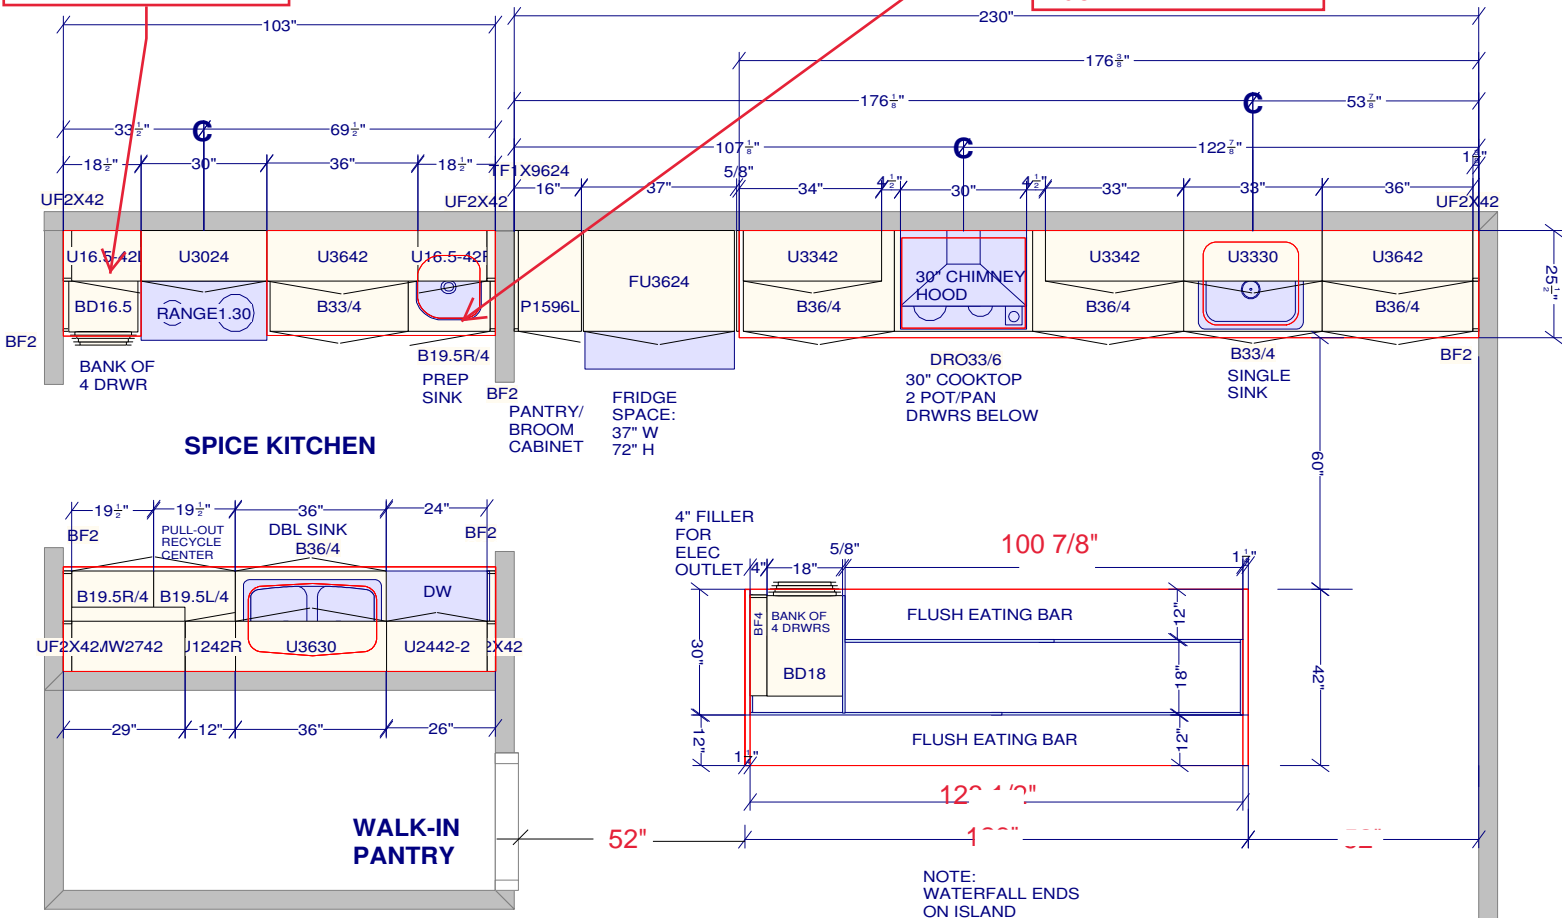 103"
230"
176 3/8"
176 1/8"
53 7/8"
33 1/2"
69 1/2"
107 1/8"
122 7/8"
18 1/2"
30"
36"
18 1/2"
TF1X9624
16"
37"
5/8"
34"
4 1/2"
30"
4 1/2"
33"
33"
36"
UF2X42
UF2X42
UF2X42
U16.5-42
U3024
U3642
U16.5-42
FU3624
U3342
30" CHIMNEY
HOOD
U3342
U3330
U3642
25 1/2"
BD16.5
RANGE1.30
B33/4
P1596L
B36/4
B36/4
B36/4
BF2
BANK OF
4 DRWR
B19.5R/4
PREP
SINK
BF2
PANTRY/
BROOM
CABINET
FRIDGE
SPACE:
37" W
72" H
DRO33/6
30" COOKTOP
2 POT/PAN
DRWRS BELOW
B33/4
SINGLE
SINK
BF2
SPICE KITCHEN
60"
19 1/2"
19 1/2"
36"
24"
BF2
PULL-OUT
RECYCLE
CENTER
DBL SINK
B36/4
BF2
B19.5R/4
B19.5L/4
DW
UF2X42
MW2742
U1242R
U3630
U2442-2
2X42
29"
12"
36"
26"
4" FILLER
FOR
ELEC
OUTLET
5/8"
100 7/8"
4"
18"
BF4
BANK OF
4 DRWRS
BD18
FLUSH EATING BAR
12"
30"
18"
42"
12"
FLUSH EATING BAR
12"
WALK-IN
PANTRY
52"
NOTE:
WATERFALL ENDS
ON ISLAND